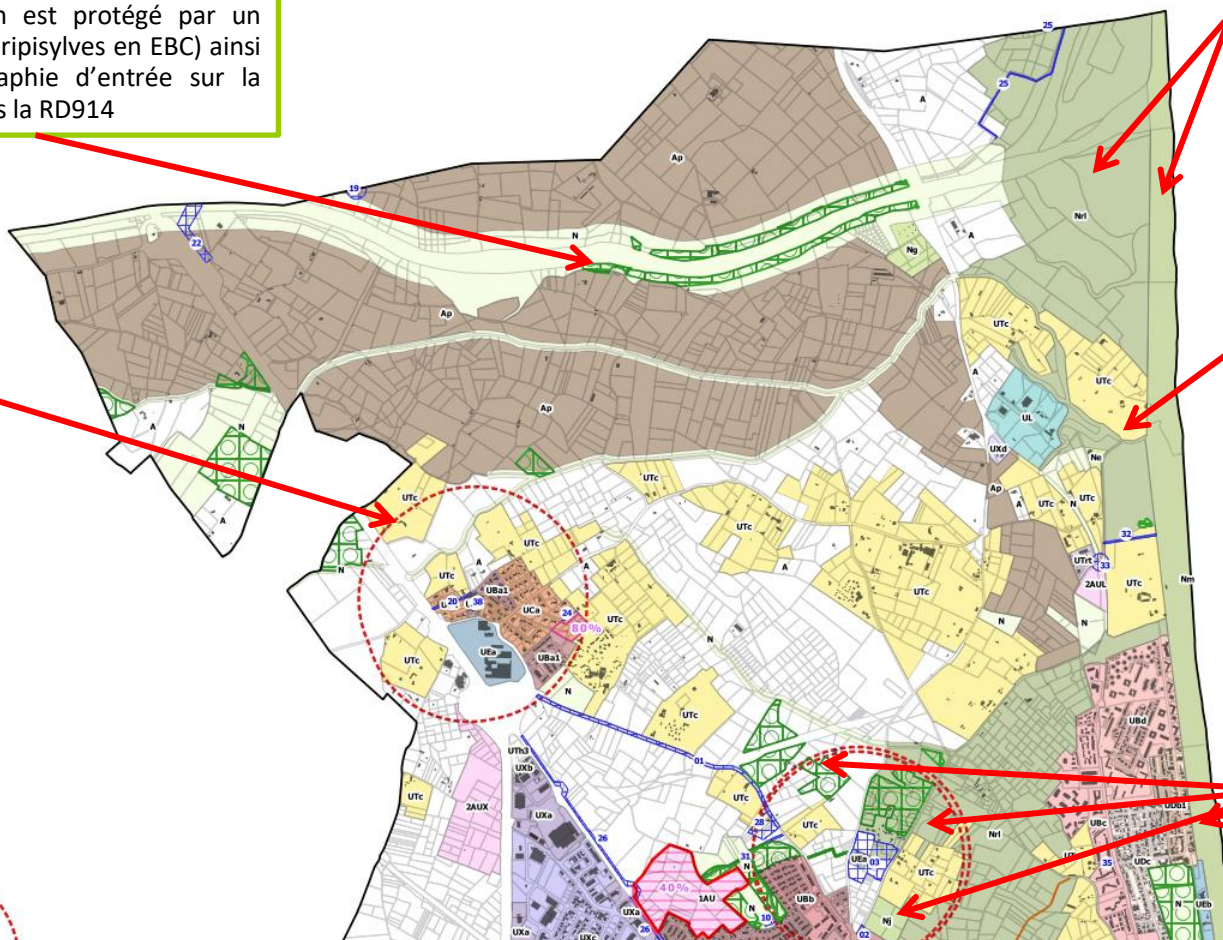 n est protégé par un
ripisylves en EBC) ainsi
aphie d'entrée sur la
s la RD914
25
25
A
Ap
19
Nrl
22
N
A
Ng
Ap
UTc
A
UTc
Ap
UL
A
N
UXd
Ne
A
UTc
UTc
Ap
UTc
N
UTc
A
UTc
32
UTc
A
33
UTrt
N
2AUL
UTc
Nm
UTc
UBa1
UTc
20
38
UCa
24
80%
UTc
UEa
UBa1
N
N
UTc
N
UTc
UBd
UTh3
UXb
01
UTc
2AUX
UTc
UDb1
UXa
28
UTc
Nrl
UBc
26
31
UEa
03
UTc
35
UDc
40%
N
1AU
N
UXa
UBb
UEb
N
10
Nj
UXa
UXc
26
02